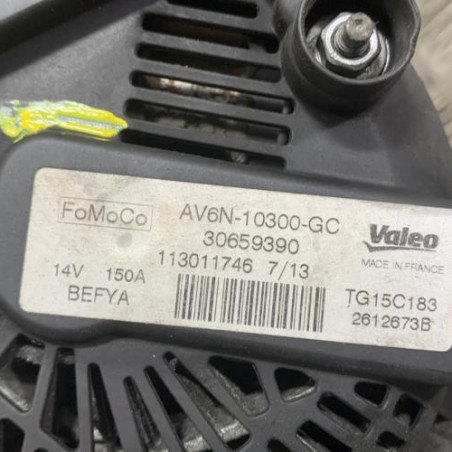 FoMoCo AV6N-10300-GC Valeo
30659390 MADE IN FRANCE
14V 150A 113011746 7/13
BEFYA TG15C183
2612673B